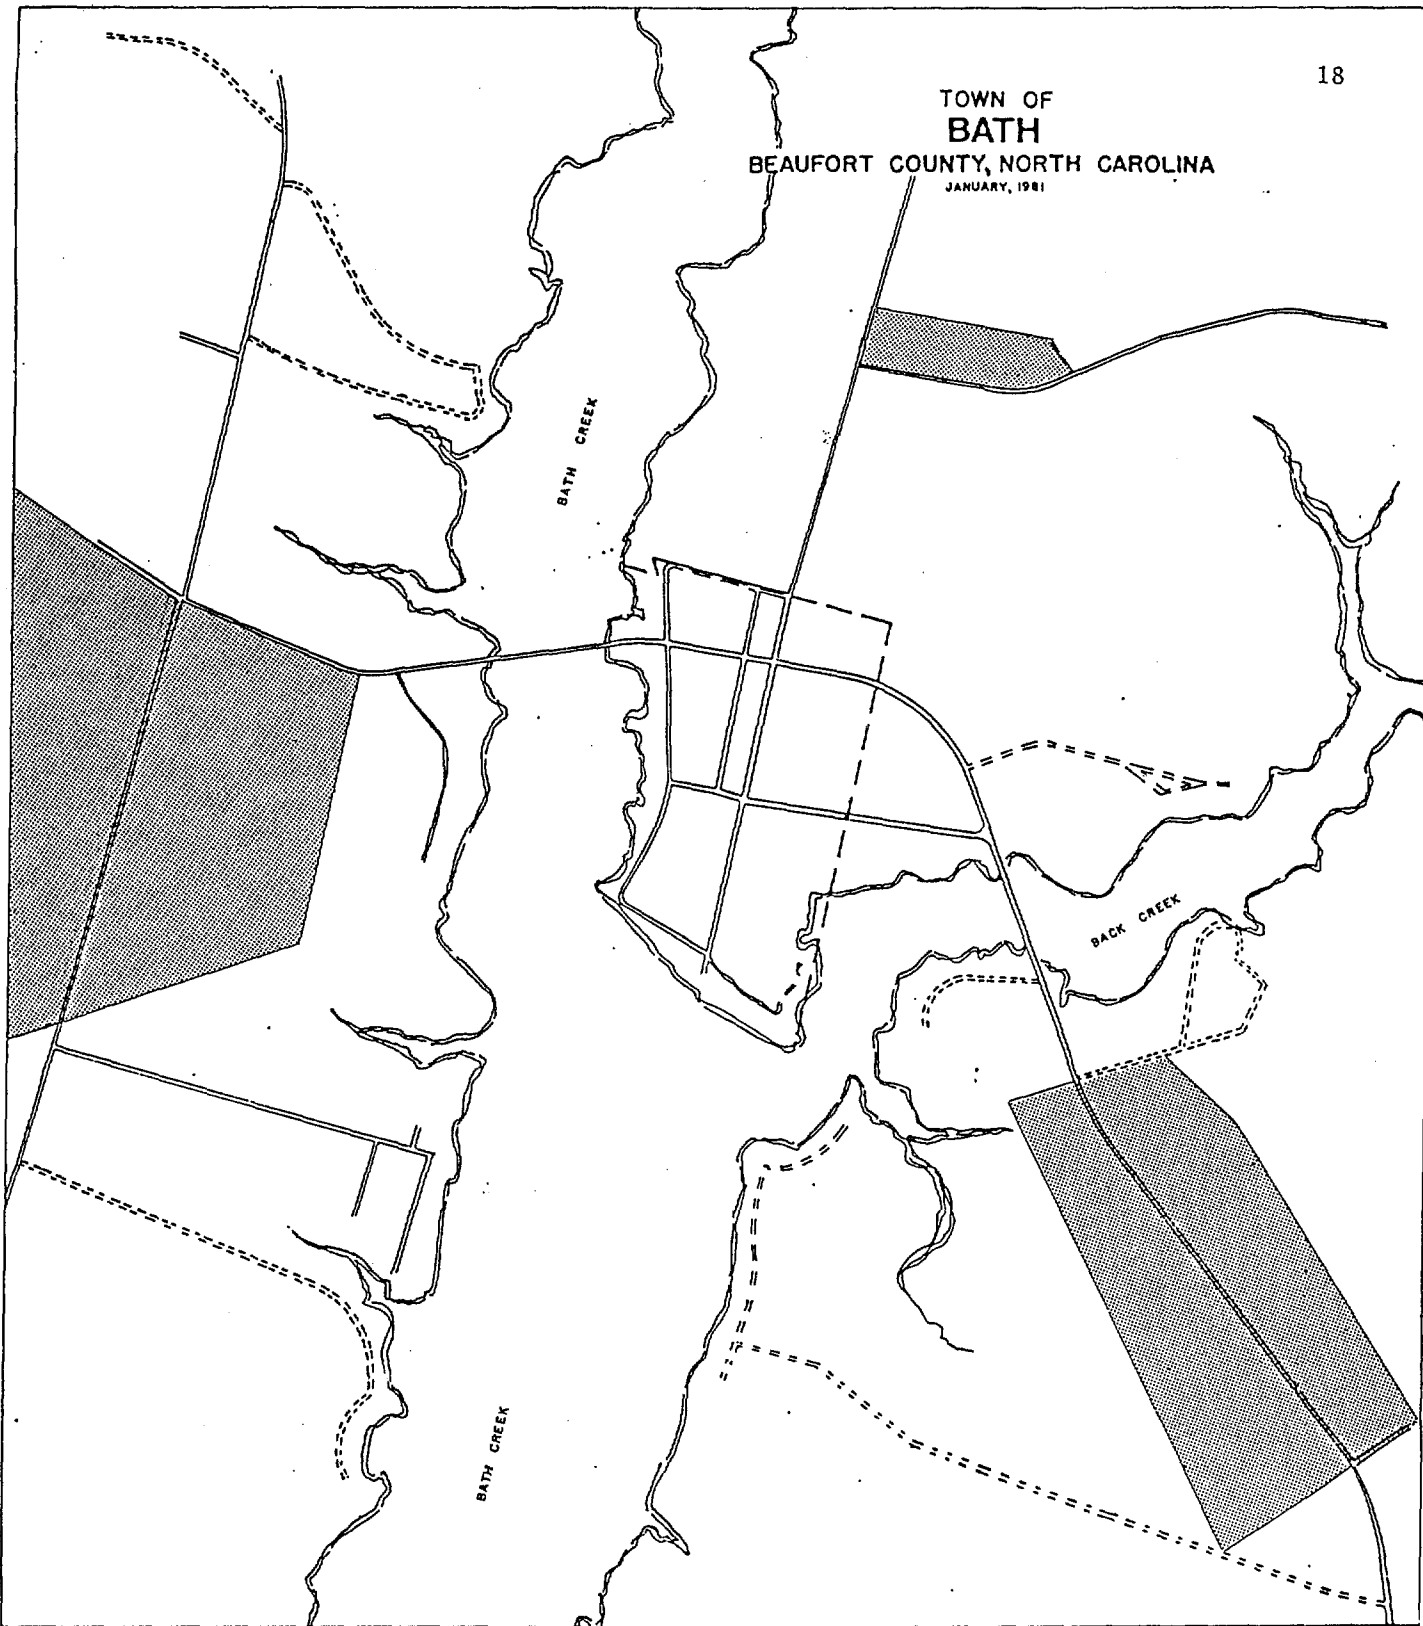 18
TOWN OF
BATH
BEAUFORT COUNTY, NORTH CAROLINA
JANUARY, 1981
BATH CREEK
BACK CREEK
BATH CREEK